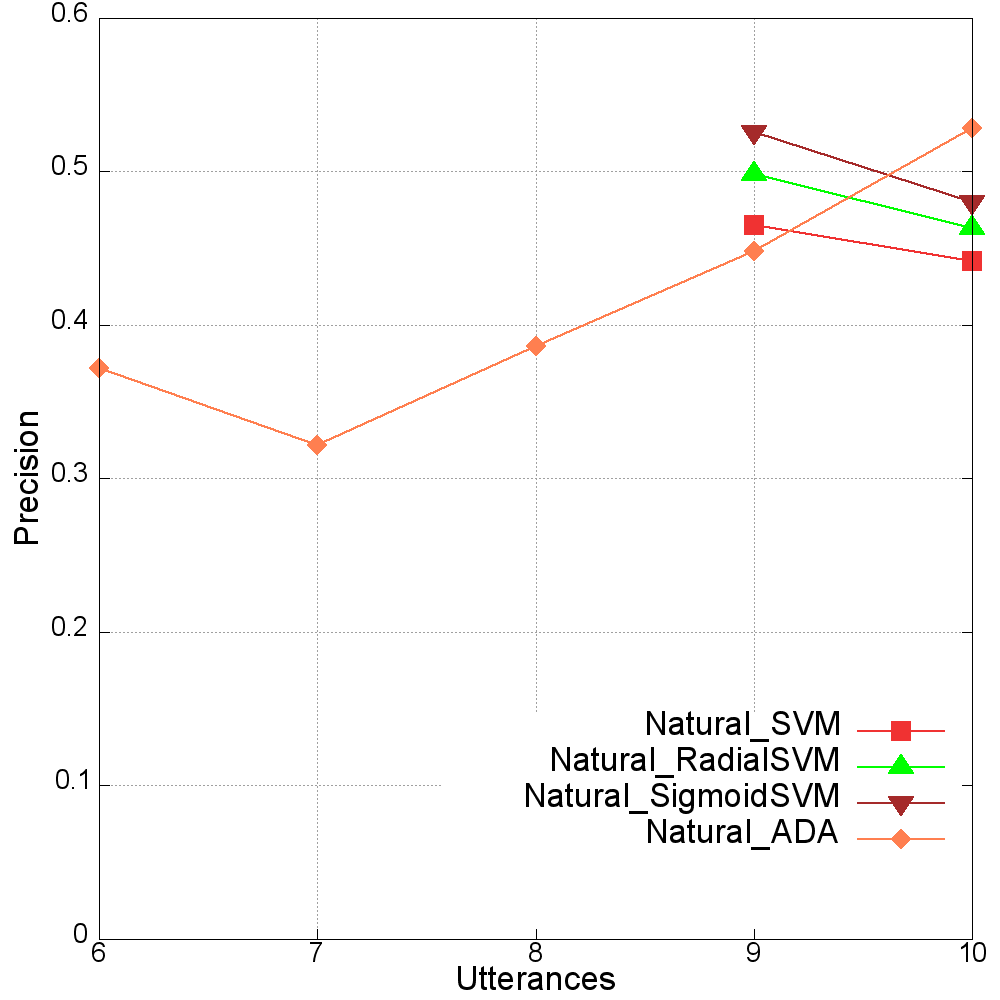 0.6
0.5
0.4
0.3
0.2
0.1
0
Precision
Natural_SVM
Natural_RadialSVM
Natural_SigmoidSVM
Natural_ADA
6 7 8 9 10
Utterances